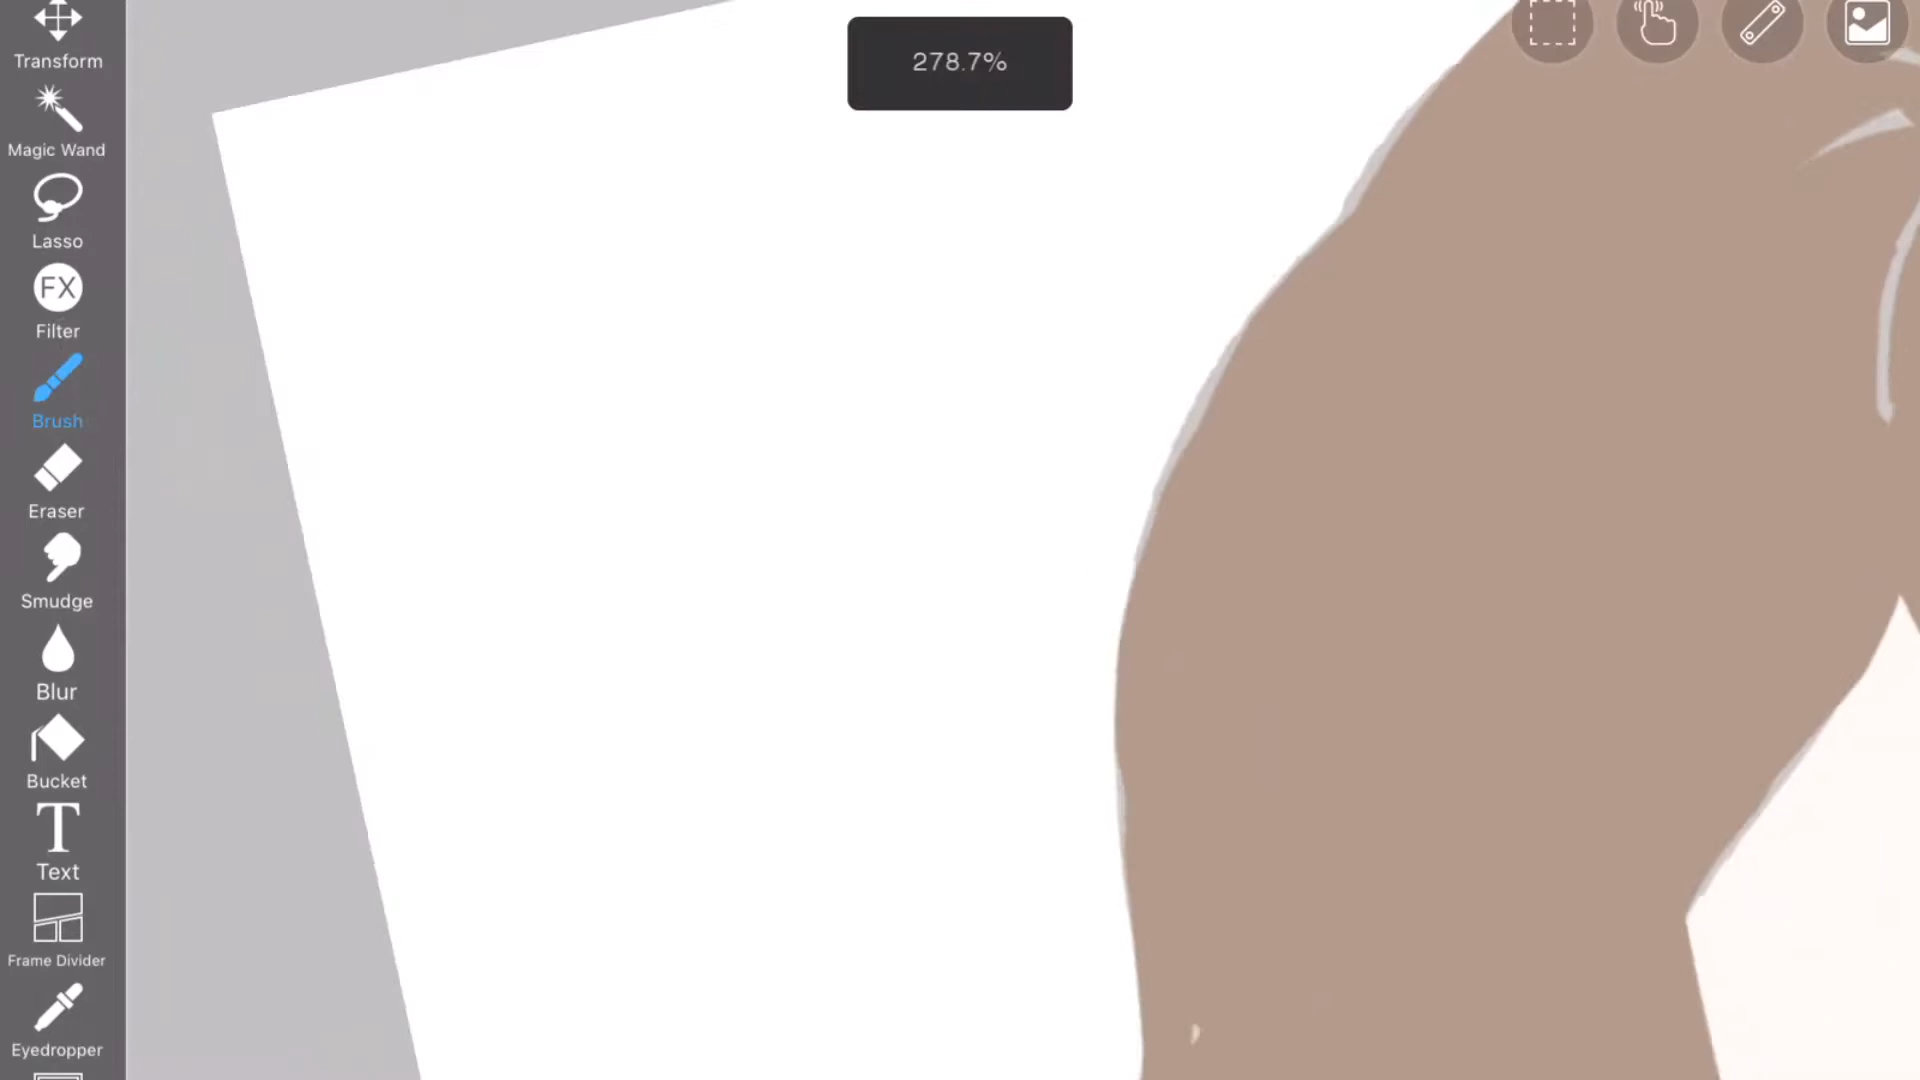 278.7%
Transform
Magic Wand
Lasso
FX
Filter
Brush
Eraser
Smudge
Blur
Bucket
T
Text
Frame Divider
Eyedropper